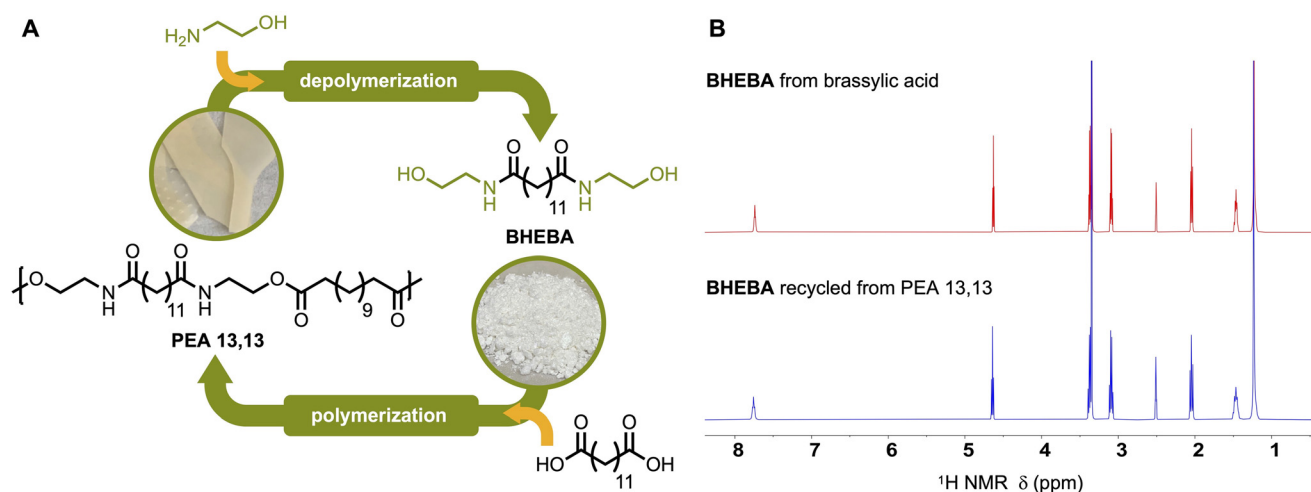 A
H₂N
OH
depolymerization
O
O
HO
N
H
11
N
H
OH
BHEBA
O
N
H
O
11
O
N
H
O
O
9
O
PEA 13,13
polymerization
O
O
HO
11
OH
B
BHEBA from brassylic acid
BHEBA recycled from PEA 13,13
8 7 6 5 4 3 2 1
¹H NMR δ (ppm)